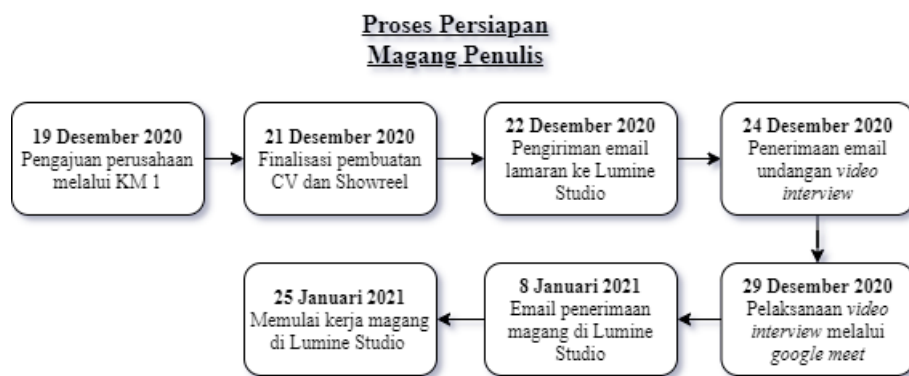 Proses Persiapan
Magang Penulis
19 Desember 2020
Pengajuan perusahaan
melalui KM 1
21 Desember 2020
Finalisasi pembuatan
CV dan Showreel
22 Desember 2020
Pengiriman email
lamaran ke Lumine
Studio
24 Desember 2020
Penerimaan email
undangan video
interview
29 Desember 2020
Pelaksanaan video
interview melalui
google meet
8 Januari 2021
Email penerimaan
magang di Lumine
Studio
25 Januari 2021
Memulai kerja magang
di Lumine Studio